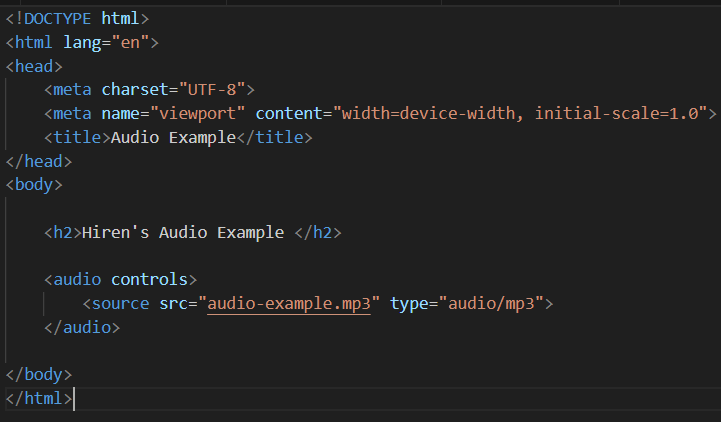 <!DOCTYPE html>
<html lang="en">
<head>
    <meta charset="UTF-8">
    <meta name="viewport" content="width=device-width, initial-scale=1.0">
    <title>Audio Example</title>
</head>
<body>
    <h2>Hiren's Audio Example </h2>
    <audio controls>
        <source src="audio-example.mp3" type="audio/mp3">
    </audio>
</body>
</html>